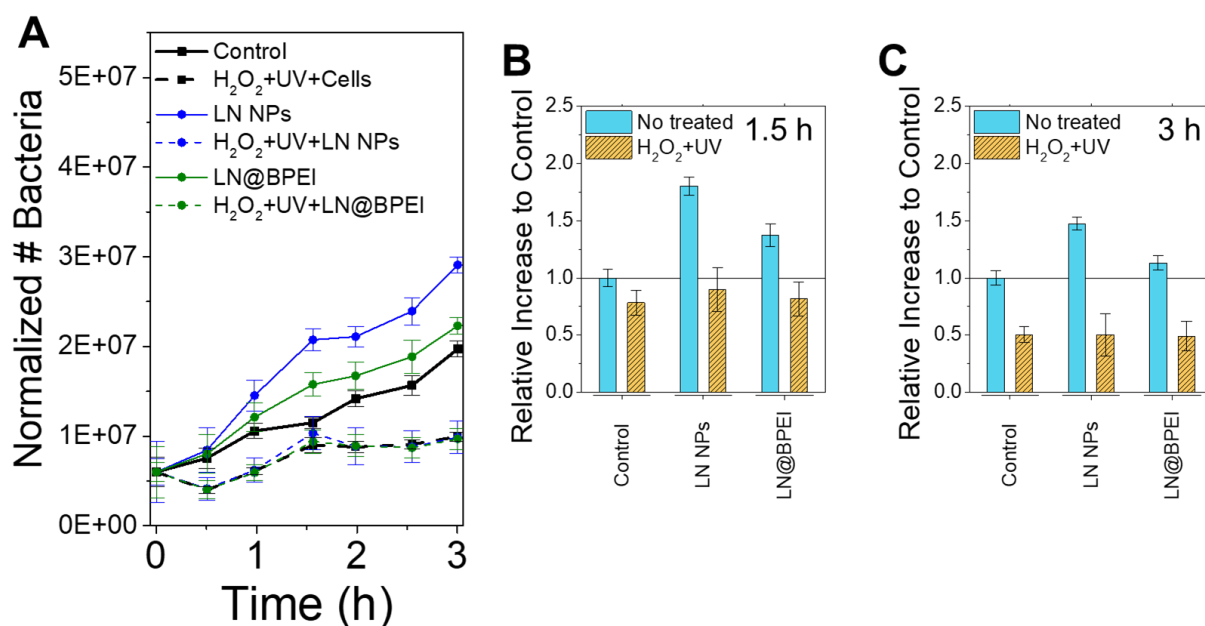 A
Control
H₂O₂+UV+Cells
LN NPs
H₂O₂+UV+LN NPs
LN@BPEI
H₂O₂+UV+LN@BPEI
Normalized # Bacteria
5E+07
4E+07
3E+07
2E+07
1E+07
0E+00
0
1
2
3
Time (h)
B
No treated
H₂O₂+UV
1.5 h
Relative Increase to Control
2.5
2.0
1.5
1.0
0.5
0.0
Control
LN NPs
LN@BPEI
C
No treated
H₂O₂+UV
3 h
Relative Increase to Control
2.5
2.0
1.5
1.0
0.5
0.0
Control
LN NPs
LN@BPEI